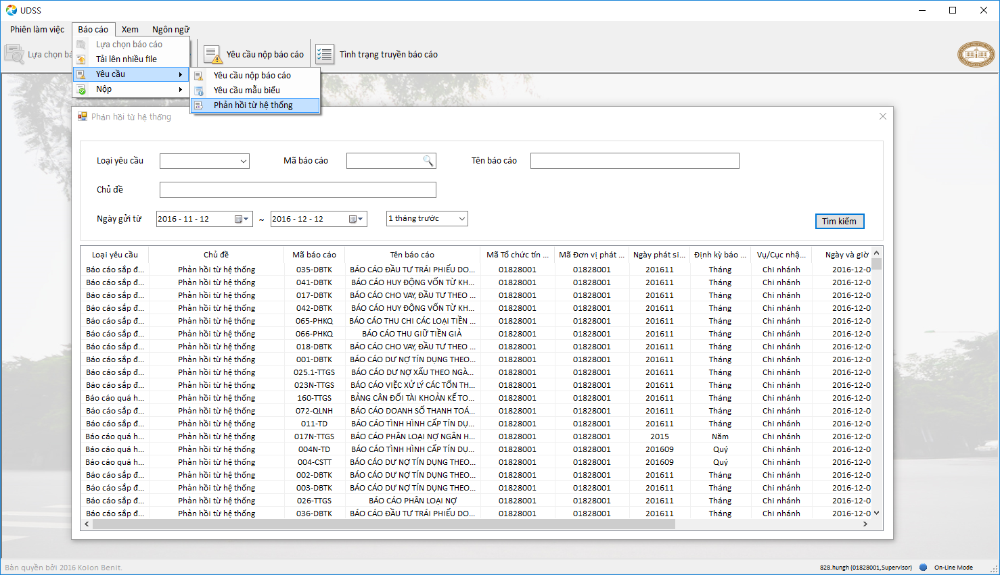 UDSS
Phiên làm việc Báo cáo Xem Ngôn ngữ
Lựa chọn bá Yêu cầu nộp báo cáo Tình trạng truyền báo cáo
Lựa chọn báo cáo
Tải lên nhiều file
Yêu cầu
Nộp
Yêu cầu nộp báo cáo
Yêu cầu mẫu biểu
Phản hồi từ hệ thống
Phản hồi từ hệ thống
Loại yêu cầu Mã báo cáo Tên báo cáo
Chủ đề
Ngày gửi từ 2016 - 11 - 12 ~ 2016 - 12 - 12 1 tháng trước
Tìm kiếm
Loại yêu cầu Chủ đề Mã báo cáo Tên báo cáo Mã Tổ chức tín ... Mã Đơn vị phát ... Ngày phát si... Định kỳ báo ... Vụ/Cục nhậ... Ngày và giờ
Báo cáo sắp đ... Phản hồi từ hệ thống 035-DBTK BÁO CÁO ĐẦU TƯ TRÁI PHIẾU DO... 01828001 01828001 201611 Tháng Chi nhánh 2016-12-0
Báo cáo sắp đ... Phản hồi từ hệ thống 041-DBTK BÁO CÁO HUY ĐỘNG VỐN TỪ KH... 01828001 01828001 201611 Tháng Chi nhánh 2016-12-0
Báo cáo sắp đ... Phản hồi từ hệ thống 017-DBTK BÁO CÁO CHO VAY, ĐẦU TƯ THEO ... 01828001 01828001 201611 Tháng Chi nhánh 2016-12-0
Báo cáo sắp đ... Phản hồi từ hệ thống 042-DBTK BÁO CÁO HUY ĐỘNG VỐN TỪ KH... 01828001 01828001 201611 Tháng Chi nhánh 2016-12-0
Báo cáo sắp đ... Phản hồi từ hệ thống 065-PHKQ BÁO CÁO THU CHI CÁC LOẠI TIỀN ... 01828001 01828001 201611 Tháng Chi nhánh 2016-12-0
Báo cáo sắp đ... Phản hồi từ hệ thống 066-PHKQ BÁO CÁO THU GIỮ TIỀN GIẢ 01828001 01828001 201611 Tháng Chi nhánh 2016-12-0
Báo cáo sắp đ... Phản hồi từ hệ thống 018-DBTK BÁO CÁO CHO VAY, ĐẦU TƯ THEO ... 01828001 01828001 201611 Tháng Chi nhánh 2016-12-0
Báo cáo sắp đ... Phản hồi từ hệ thống 001-DBTK BÁO CÁO DƯ NỢ TÍN DỤNG THEO... 01828001 01828001 201611 Tháng Chi nhánh 2016-12-0
Báo cáo sắp đ... Phản hồi từ hệ thống 025.1-TTGS BÁO CÁO DƯ NỢ XẤU THEO NGÀ... 01828001 01828001 201611 Tháng Chi nhánh 2016-12-0
Báo cáo sắp đ... Phản hồi từ hệ thống 023N-TTGS BÁO CÁO VIỆC XỬ LÝ CÁC TỒN TH... 01828001 01828001 201611 Tháng Chi nhánh 2016-12-0
Báo cáo quá h... Phản hồi từ hệ thống 160-TTGS BẢNG CÂN ĐỐI TÀI KHOẢN KẾ TO... 01828001 01828001 201611 Tháng Chi nhánh 2016-12-0
Báo cáo sắp đ... Phản hồi từ hệ thống 072-QLNH BÁO CÁO DOANH SỐ THANH TOÁ... 01828001 01828001 201611 Tháng Chi nhánh 2016-12-0
Báo cáo sắp đ... Phản hồi từ hệ thống 011-TD BÁO CÁO TÌNH HÌNH CẤP TÍN DỤ... 01828001 01828001 201611 Tháng Chi nhánh 2016-12-0
Báo cáo quá h... Phản hồi từ hệ thống 017N-TTGS BÁO CÁO PHÂN LOẠI NỢ NGÂN H... 01828001 01828001 2015 Năm Chi nhánh 2016-12-0
Báo cáo quá h... Phản hồi từ hệ thống 004N-TD BÁO CÁO TÌNH HÌNH CẤP TÍN DỤ... 01828001 01828001 201609 Quý Chi nhánh 2016-12-0
Báo cáo quá h... Phản hồi từ hệ thống 004-CSTT BÁO CÁO DƯ NỢ TÍN DỤNG THEO... 01828001 01828001 201609 Quý Chi nhánh 2016-12-0
Báo cáo sắp đ... Phản hồi từ hệ thống 002-DBTK BÁO CÁO DƯ NỢ TÍN DỤNG THEO... 01828001 01828001 201611 Tháng Chi nhánh 2016-12-0
Báo cáo sắp đ... Phản hồi từ hệ thống 003-DBTK BÁO CÁO DƯ NỢ TÍN DỤNG THEO... 01828001 01828001 201611 Tháng Chi nhánh 2016-12-0
Báo cáo sắp đ... Phản hồi từ hệ thống 026-TTGS BÁO CÁO PHÂN LOẠI NỢ 01828001 01828001 201611 Tháng Chi nhánh 2016-12-0
Báo cáo sắp đ... Phản hồi từ hệ thống 036-DBTK BÁO CÁO ĐẦU TƯ TRÁI PHIẾU DO... 01828001 01828001 201611 Tháng Chi nhánh 2016-12-0
Bản quyền bởi 2016 Kolon Benit. 828.hungh (01828001,Supervisor) On-Line Mode